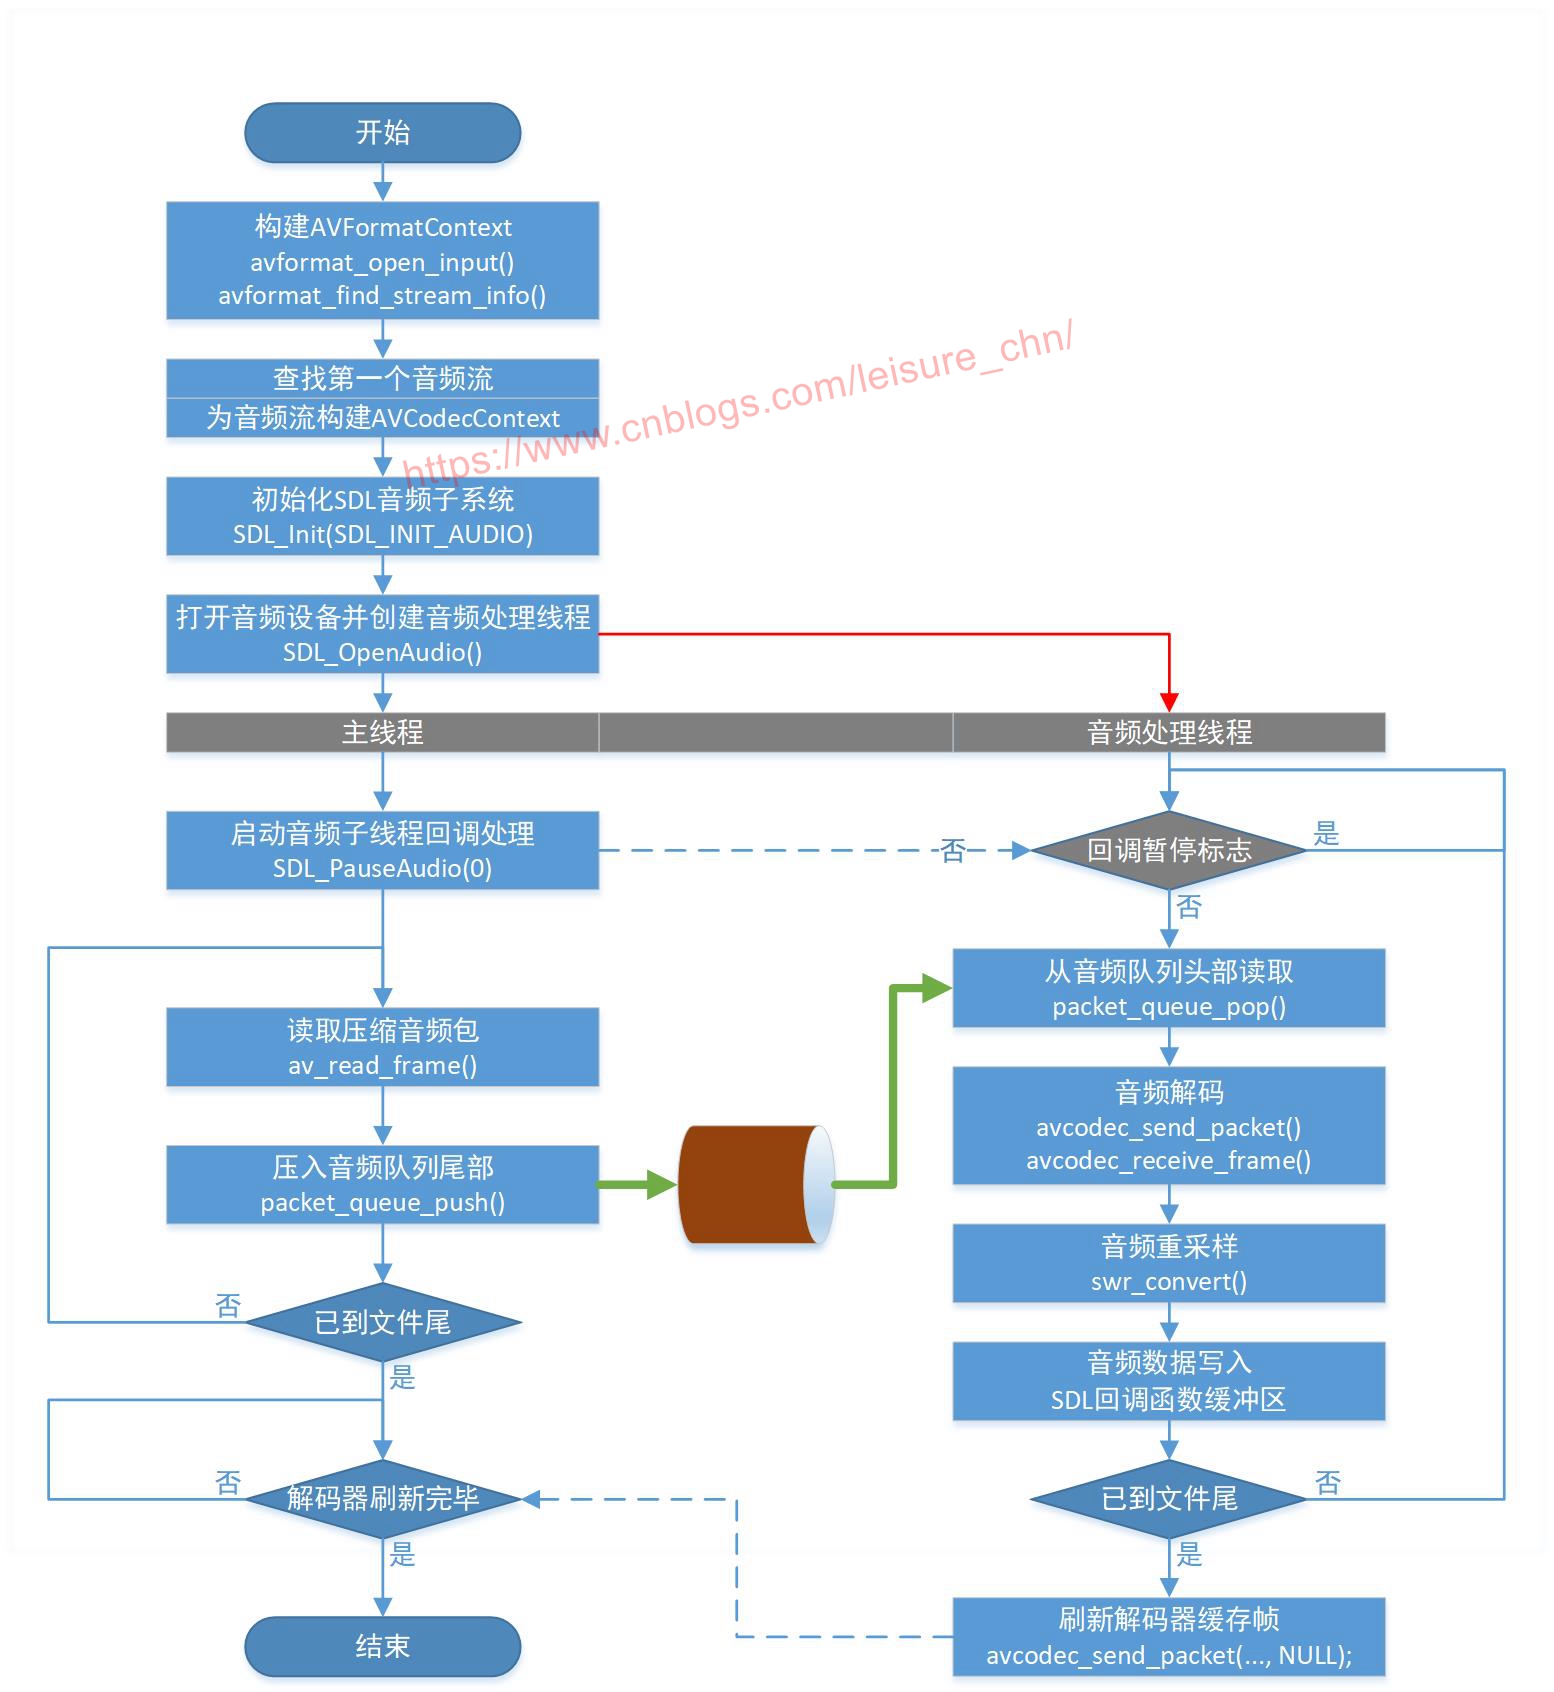 开始
构建AVFormatContext
avformat_open_input()
avformat_find_stream_info()
查找第一个音频流
为音频流构建AVCodecContext
https://www.cnblogs.com/leisure_chn/
初始化SDL音频子系统
SDL_Init(SDL_INIT_AUDIO)
打开音频设备并创建音频处理线程
SDL_OpenAudio()
主线程
音频处理线程
启动音频子线程回调处理
SDL_PauseAudio(0)
否
回调暂停标志
是
否
从音频队列头部读取
packet_queue_pop()
读取压缩音频包
av_read_frame()
音频解码
avcodec_send_packet()
avcodec_receive_frame()
压入音频队列尾部
packet_queue_push()
音频重采样
swr_convert()
否
已到文件尾
是
音频数据写入
SDL回调函数缓冲区
否
解码器刷新完毕
是
已到文件尾
否
是
结束
刷新解码器缓存帧
avcodec_send_packet(..., NULL);